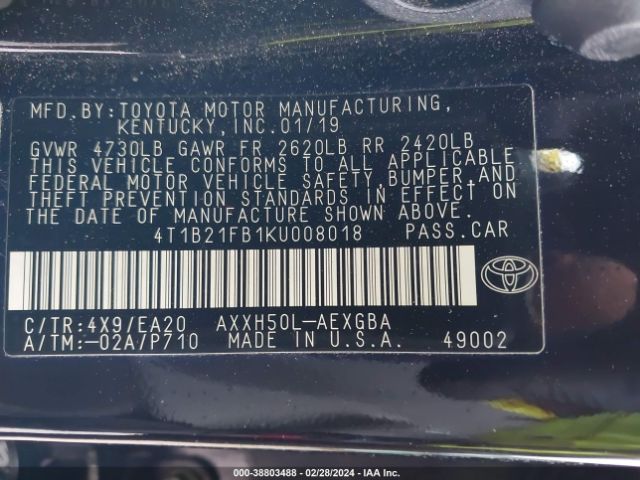 MFD.BY:TOYOTA MOTOR MANUFACTURING,
KENTUCKY,INC.01/19
GVWR 4730LB GAWR FR 2620LB RR 2420LB
THIS VEHICLE CONFORMS TO ALL APPLICABLE
FEDERAL MOTOR VEHICLE SAFETY,BUMPER,AND
THEFT PREVENTION STANDARDS IN EFFECT ON
THE DATE OF MANUFACTURE SHOWN ABOVE.
4T1B21FB1KU008018 PASS.CAR
C/TR:4X9/EA20 AXXH50L-AEXGBA
A/TM:-02A/P710 MADE IN U.S.A. 49002
000-38803488 - 02/28/2024 - IAA Inc.